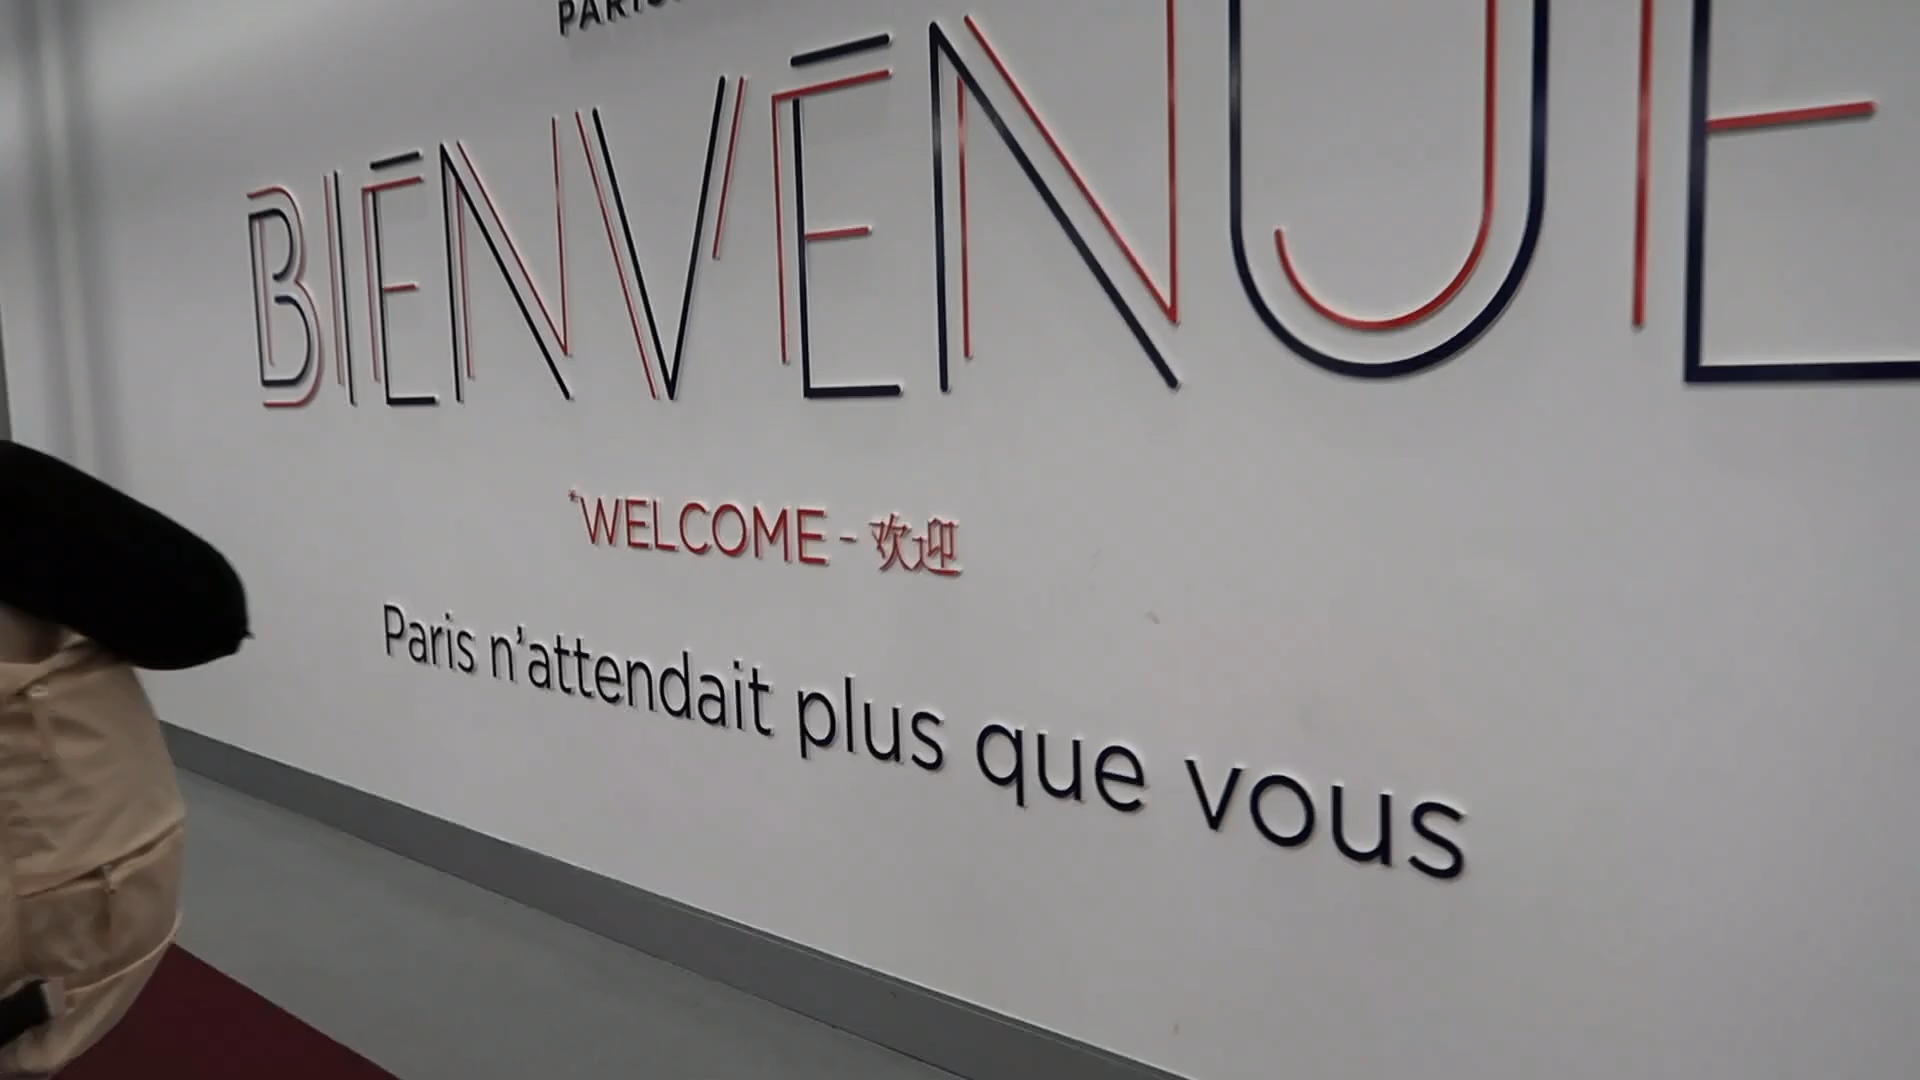 BIENVENUE
*WELCOME - 欢迎
Paris n'attendait plus que vous